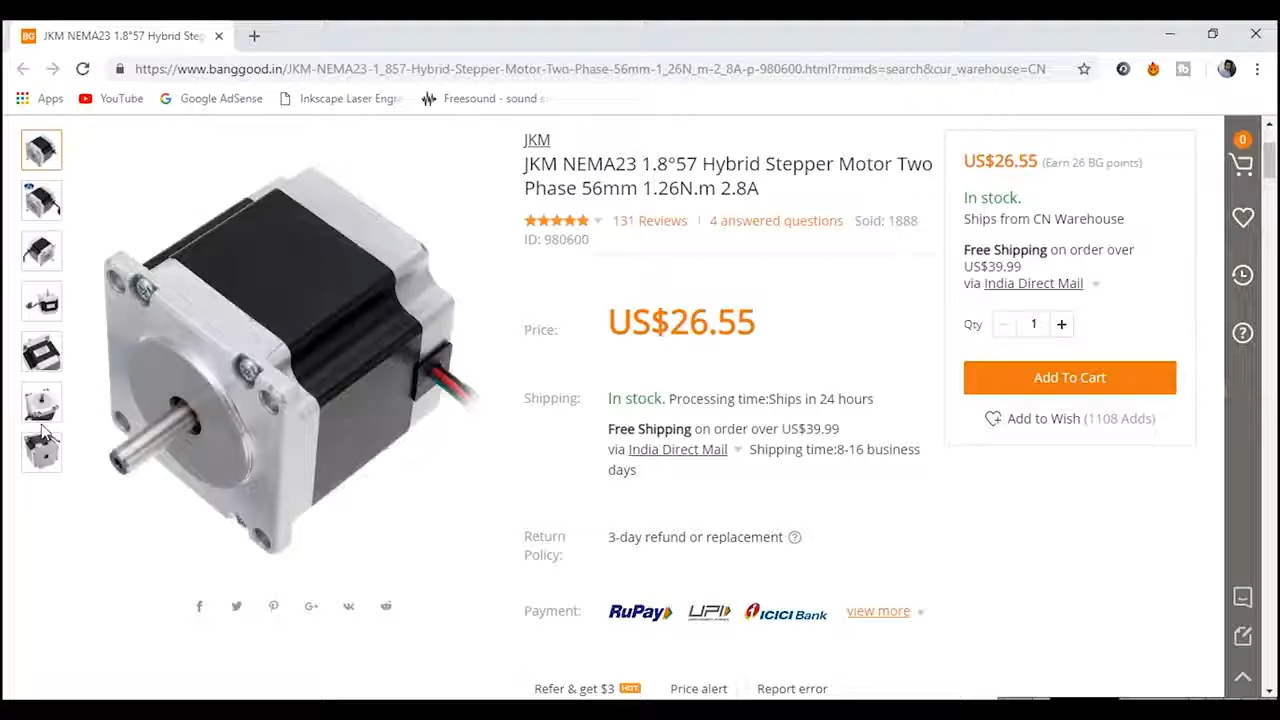 BG JKM NEMA23 1.8°57 Hybrid Step
https://www.banggood.in/JKM-NEMA23-1_857-Hybrid-Stepper-Motor-Two-Phase-56mm-1_26N_m-2_8A-p-980600.html?rmmds=search&cur_warehouse=CN
Apps YouTube Google AdSense Inkscape Laser Engr Freesound - sound s
JKM
JKM NEMA23 1.8°57 Hybrid Stepper Motor Two
Phase 56mm 1.26N.m 2.8A
131 Reviews 4 answered questions Sold: 1888
ID: 980600
Price: US$26.55
Shipping: In stock. Processing time:Ships in 24 hours
Free Shipping on order over US$39.99
via India Direct Mail Shipping time:8-16 business
days
Return
Policy: 3-day refund or replacement
Payment: RuPay UPI ICICI Bank view more
Refer & get $3 HOT Price alert Report error
US$26.55 (Earn 26 BG points)
In stock.
Ships from CN Warehouse
Free Shipping on order over
US$39.99
via India Direct Mail
Qty − 1 +
Add To Cart
Add to Wish (1108 Adds)
0